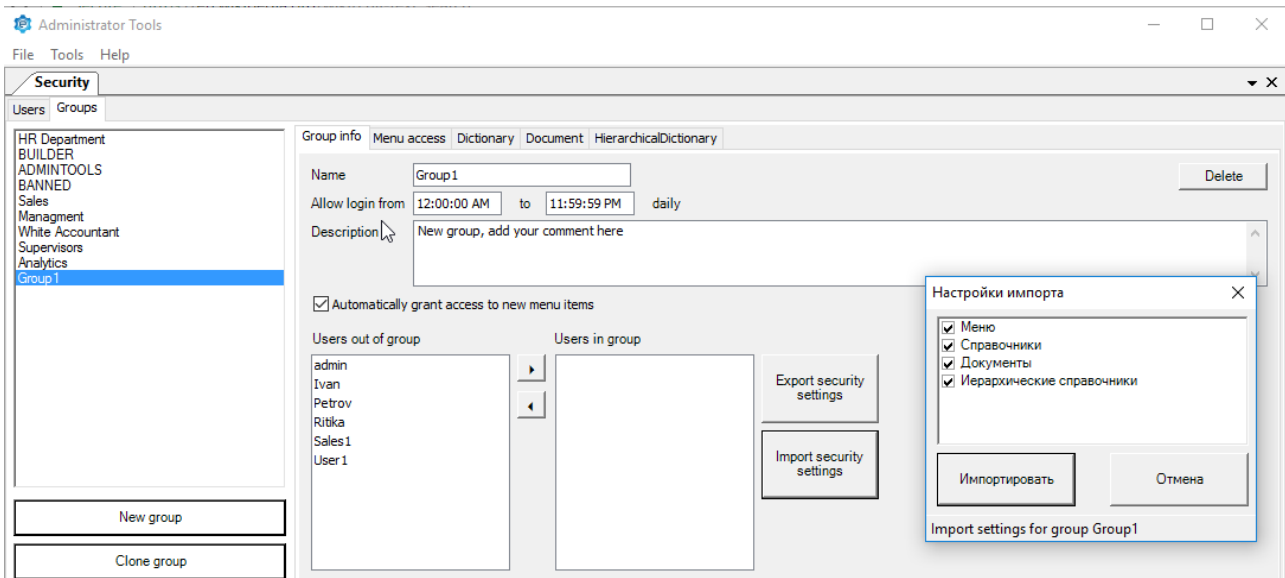 Administrator Tools
File Tools Help
Security
Users Groups
HR Department
BUILDER
ADMINTOOLS
BANNED
Sales
Managment
White Accountant
Supervisors
Analytics
Group1
New group
Clone group
Group info Menu access Dictionary Document HierarchicalDictionary
Name Group1 Delete
Allow login from 12:00:00 AM to 11:59:59 PM daily
Description New group, add your comment here
Automatically grant access to new menu items
Users out of group Users in group
admin
Ivan
Petrov
Ritika
Sales1
User1
Export security
settings
Import security
settings
Настройки импорта
Меню
Справочники
Документы
Иерархические справочники
Импортировать Отмена
Import settings for group Group1